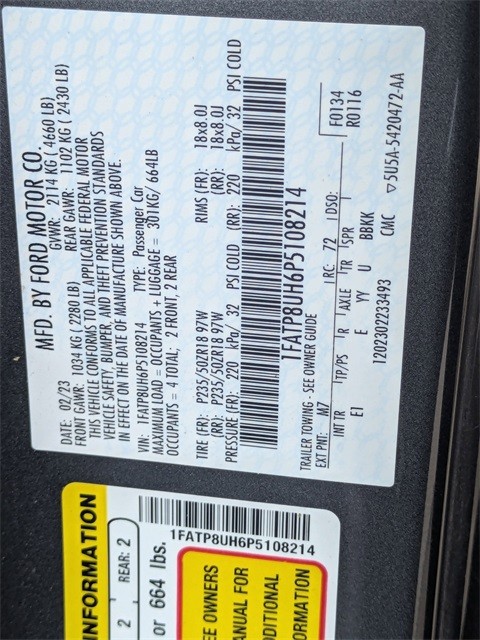 MFD. BY FORD MOTOR CO.
DATE: 02/23 GVWR: 2114 KG ( 4660 LB)
FRONT GAWR: 1034 KG ( 2280 LB) REAR GAWR: 1102 KG ( 2430 LB)
THIS VEHICLE CONFORMS TO ALL APPLICABLE FEDERAL MOTOR
VEHICLE SAFETY, BUMPER, AND THEFT PREVENTION STANDARDS
IN EFFECT ON THE DATE OF MANUFACTURE SHOWN ABOVE.
VIN: 1FATP8UH6P5108214 TYPE: Passenger Car
MAXIMUM LOAD = OCCUPANTS + LUGGAGE = 301KG/ 664LB
OCCUPANTS = 4 TOTAL; 2 FRONT, 2 REAR
TIRE (FR): P235/50ZR18 97W RIMS (FR): 18x8.0J
(RR): P235/50ZR18 97W (RR): 18x8.0J
PRESSURE (FR): 220 kPa/ 32 PSI COLD (RR): 220 kPa/ 32 PSI COLD
1FATP8UH6P5108214
TRAILER TOWING - SEE OWNER GUIDE
EXT PNT: M7 RC: 72 DSO: F0134
R0116
INT TR TP/PS R AXLE TR SPR
E1 E YY U BBKK
1202302233493 CMC ▽5U5A-5420472-AA
INFORMATION
2 REAR: 2
or 664 lbs.
1FATP8UH6P5108214
EE OWNERS
ANUAL FOR
DDITIONAL
FORMATION